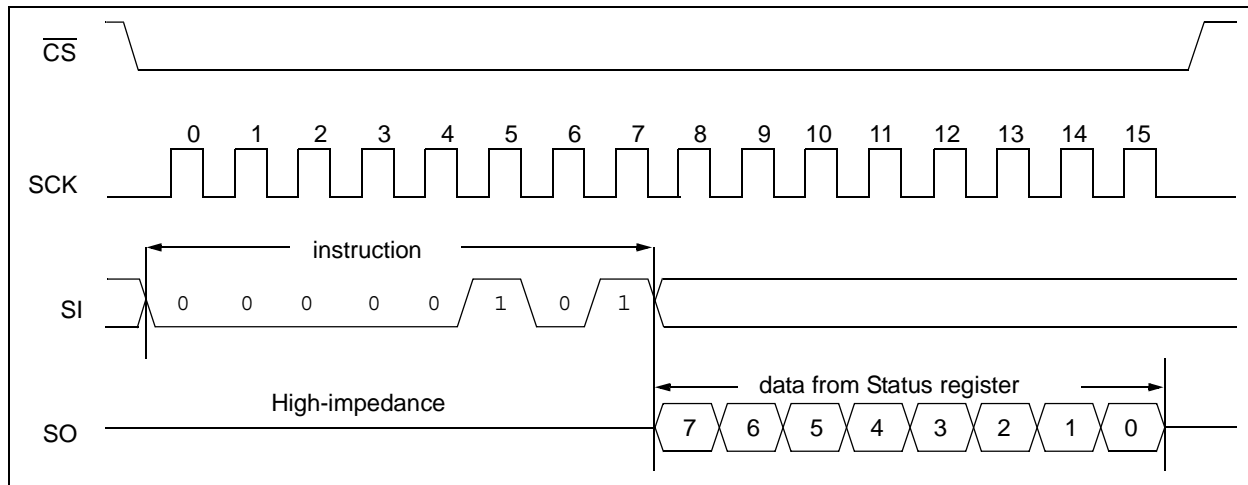 CS
0 1 2 3 4 5 6 7 8 9 10 11 12 13 14 15
SCK
instruction
SI 0 0 0 0 0 1 0 1
data from Status register
High-impedance
SO 7 6 5 4 3 2 1 0